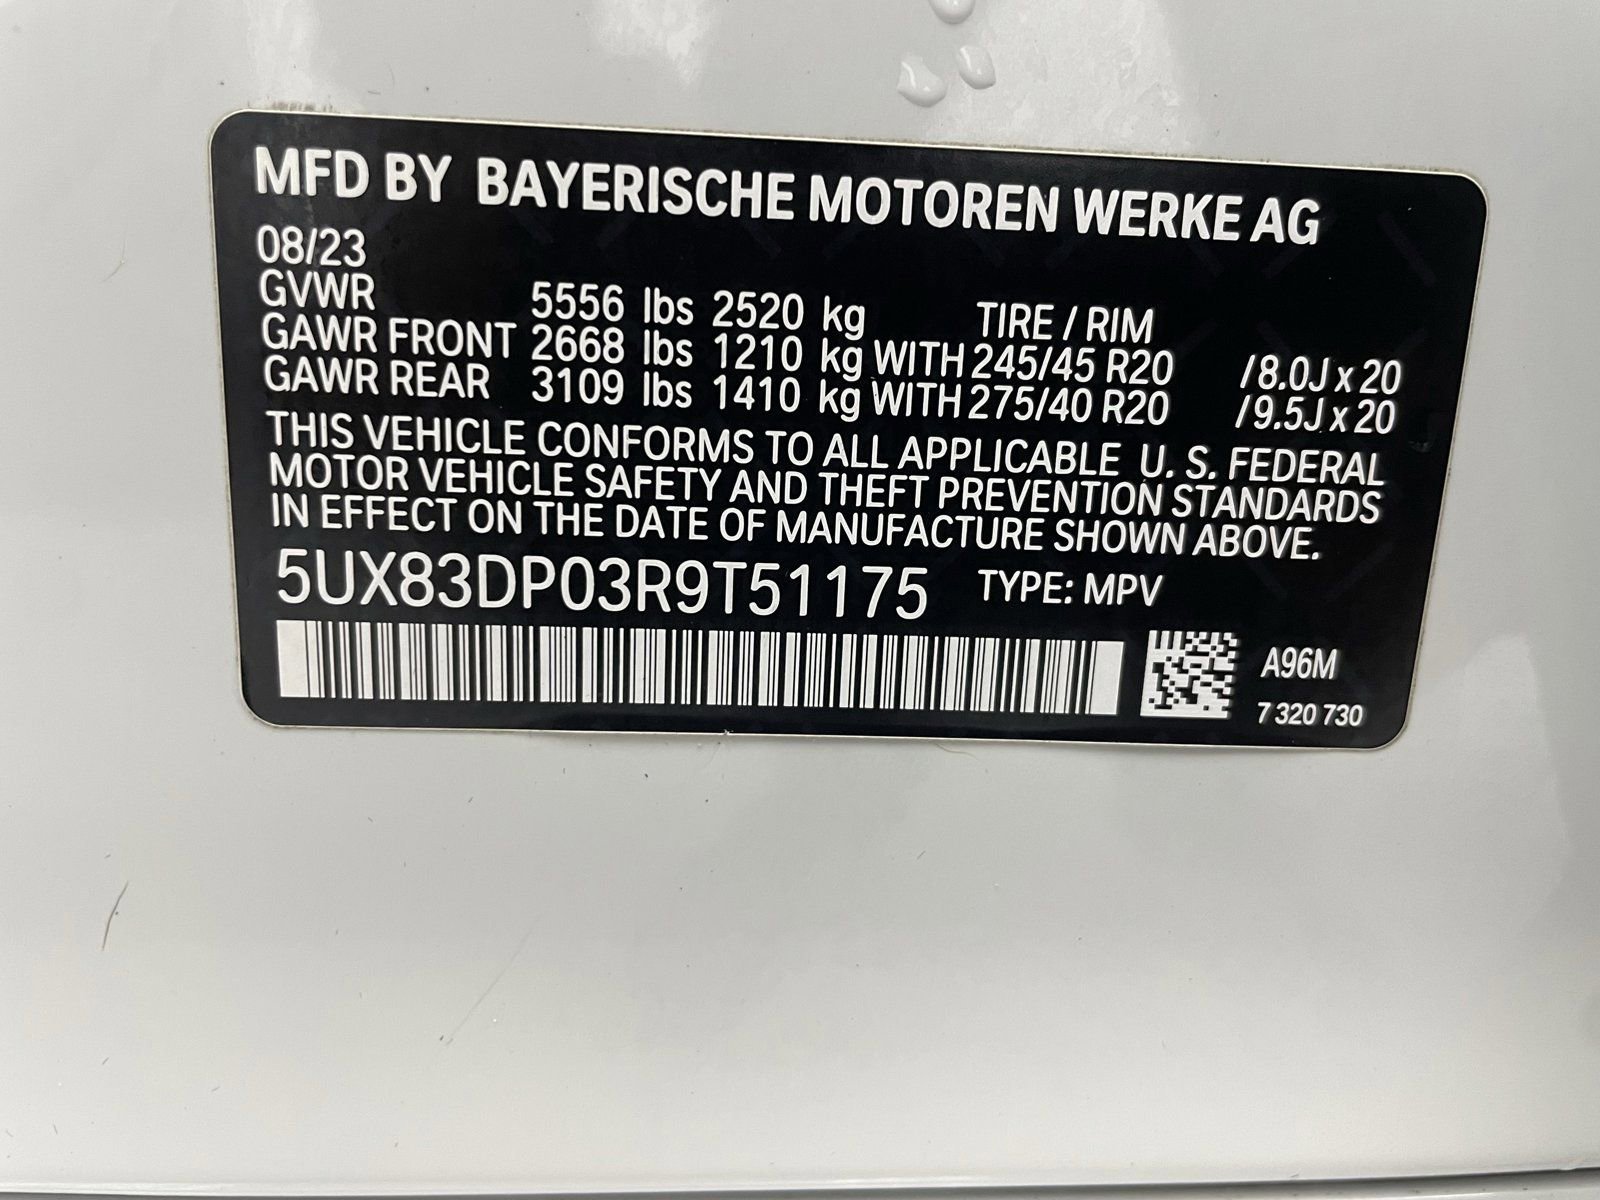 MFD BY BAYERISCHE MOTOREN WERKE AG
08/23
GVWR 5556 lbs 2520 kg TIRE / RIM
GAWR FRONT 2668 lbs 1210 kg WITH 245/45 R20 /8.0J x 20
GAWR REAR 3109 lbs 1410 kg WITH 275/40 R20 /9.5J x 20
THIS VEHICLE CONFORMS TO ALL APPLICABLE U. S. FEDERAL
MOTOR VEHICLE SAFETY AND THEFT PREVENTION STANDARDS
IN EFFECT ON THE DATE OF MANUFACTURE SHOWN ABOVE.
5UX83DP03R9T51175 TYPE: MPV
A96M
7 320 730